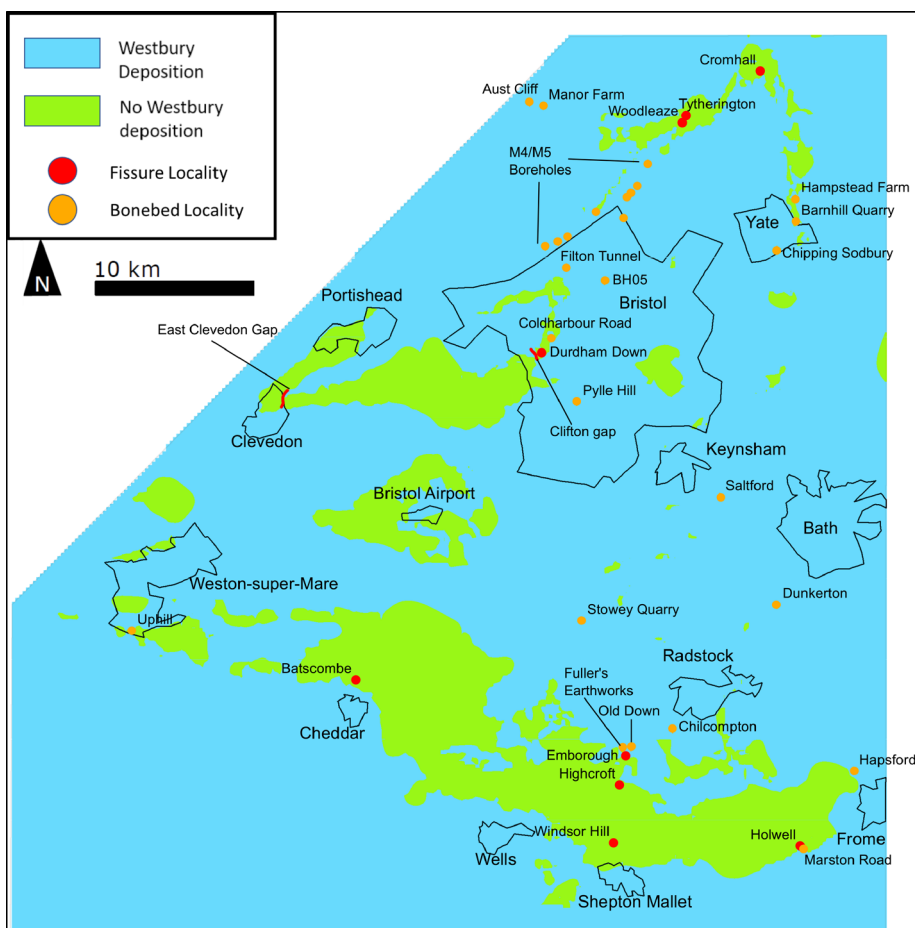 Westbury
Deposition
No Westbury
deposition
Fissure Locality
Bonebed Locality
N
10 km
Cromhall
Aust Cliff
Manor Farm
Woodleaze
Tytherington
M4/M5
Boreholes
Hampstead Farm
Barnhill Quarry
Yate
Chipping Sodbury
Filton Tunnel
BH05
Portishead
Bristol
East Clevedon Gap
Coldharbour Road
Durdham Down
Pylle Hill
Clifton gap
Clevedon
Keynsham
Saltford
Bristol Airport
Bath
Weston-super-Mare
Dunkerton
Uphill
Stowey Quarry
Batscombe
Radstock
Fuller's
Earthworks
Old Down
Cheddar
Chilcompton
Emborough
Highcroft
Hapsford
Windsor Hill
Holwell
Frome
Wells
Marston Road
Shepton Mallet